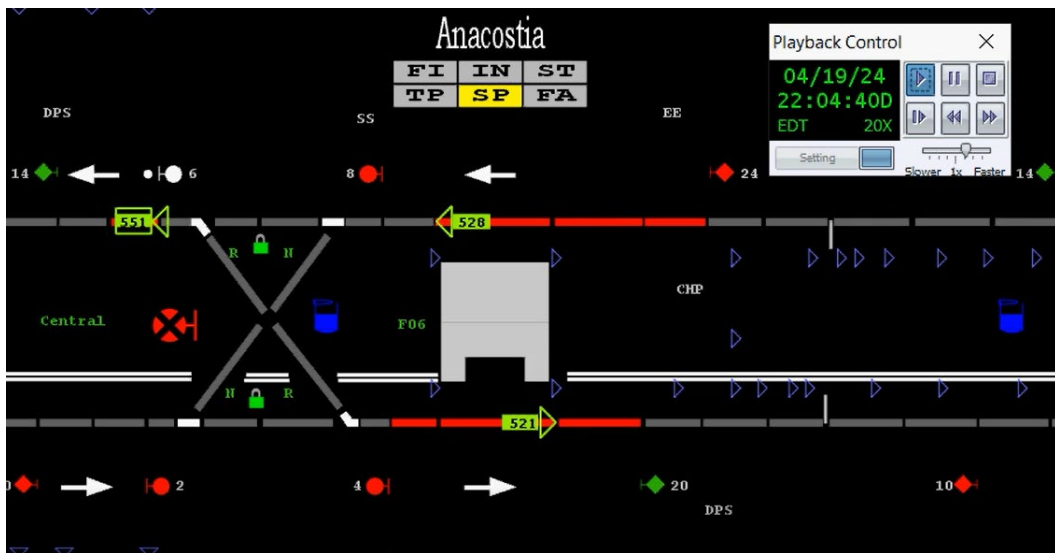 Anacostia
Playback Control
FI IN ST
TP SP FA
04/19/24
22:04:40D
EDT 20X
Setting
Slower 1x Faster
DPS
SS
EE
14
6
8
24
14
551
528
R N
CHP
Central
F06
N R
521
2
4
20
10
DPS